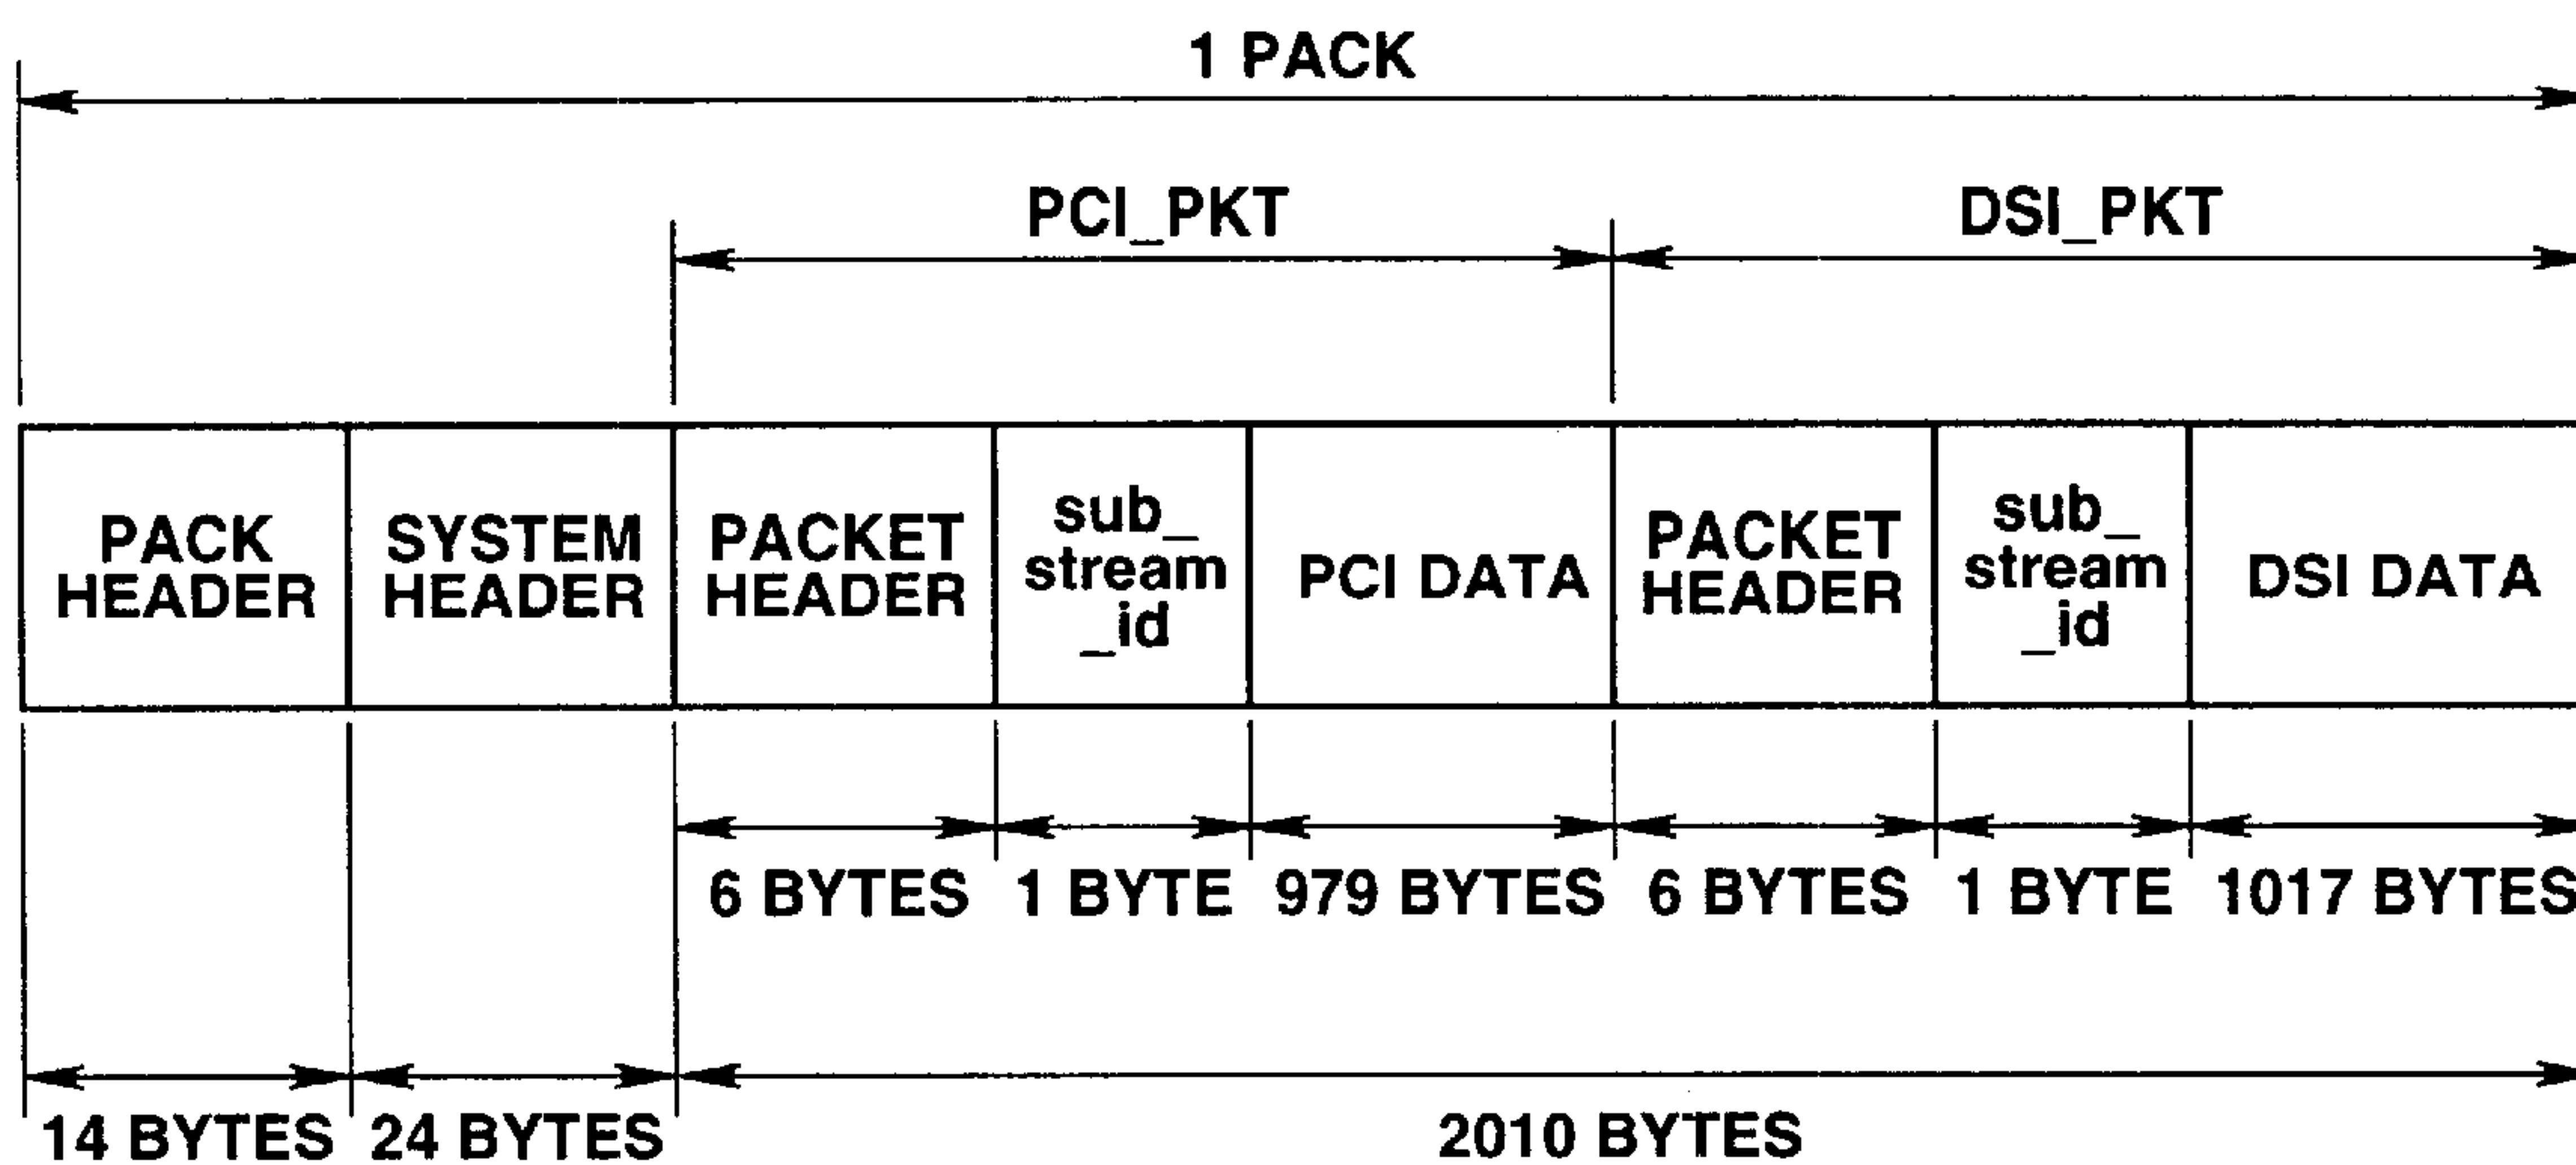 1 PACK
PCI_PKT
DSI_PKT
PACK
HEADER
SYSTEM
HEADER
PACKET
HEADER
sub_
stream
_id
PCI DATA
PACKET
HEADER
sub_
stream
_id
DSI DATA
6 BYTES
1 BYTE
979 BYTES
6 BYTES
1 BYTE
1017 BYTES
14 BYTES
24 BYTES
2010 BYTES